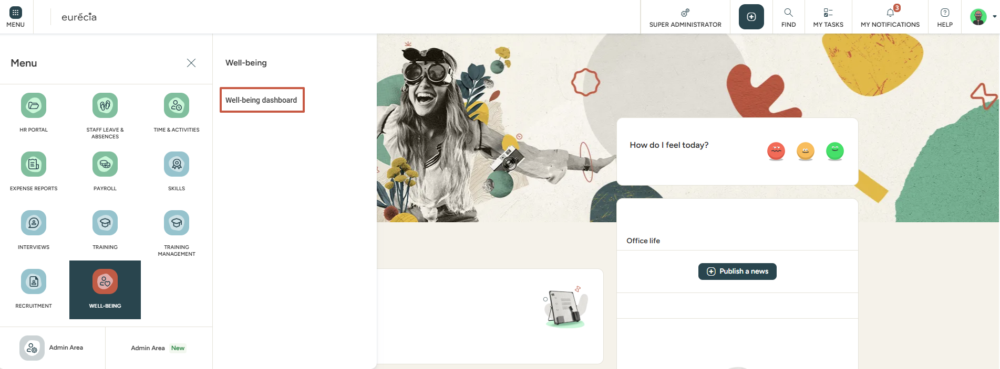 MENU
eurécia
SUPER ADMINISTRATOR
FIND
MY TASKS
3
MY NOTIFICATIONS
HELP
Menu
HR PORTAL
STAFF LEAVE &
ABSENCES
TIME & ACTIVITIES
EXPENSE REPORTS
PAYROLL
SKILLS
INTERVIEWS
TRAINING
TRAINING
MANAGEMENT
RECRUITMENT
WELL-BEING
Admin Area
Admin Area New
Well-being
Well-being dashboard
How do I feel today?
Office life
Publish a news